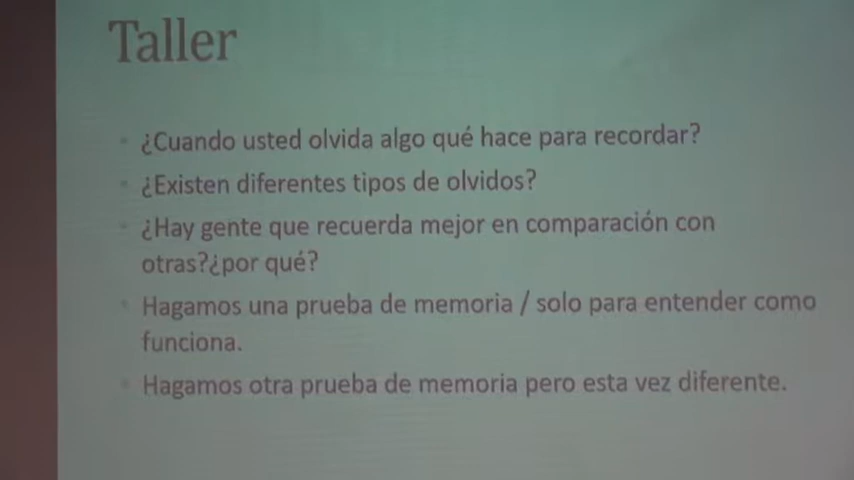 Taller
¿Cuando usted olvida algo qué hace para recordar?
¿Existen diferentes tipos de olvidos?
¿Hay gente que recuerda mejor en comparación con
otras?¿por qué?
Hagamos una prueba de memoria / solo para entender como
funciona.
Hagamos otra prueba de memoria pero esta vez diferente.